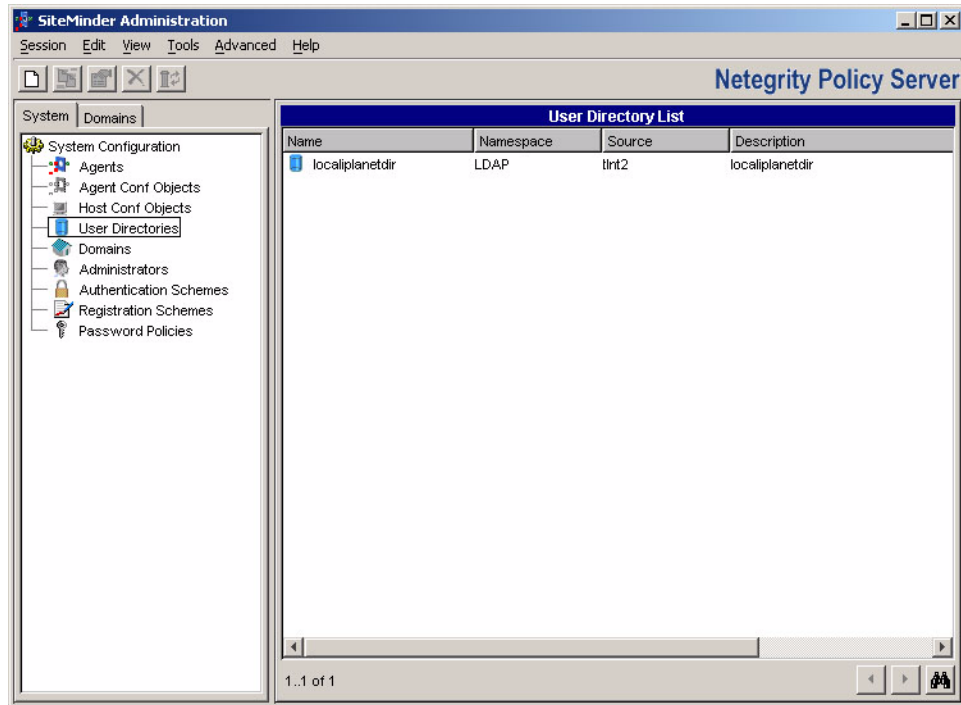 SiteMinder Administration
Session Edit View Tools Advanced Help
Netegrity Policy Server
System Domains
System Configuration
Agents
Agent Conf Objects
Host Conf Objects
User Directories
Domains
Administrators
Authentication Schemes
Registration Schemes
Password Policies
User Directory List
Name Namespace Source Description
localiplanetdir LDAP tlnt2 localiplanetdir
1..1 of 1